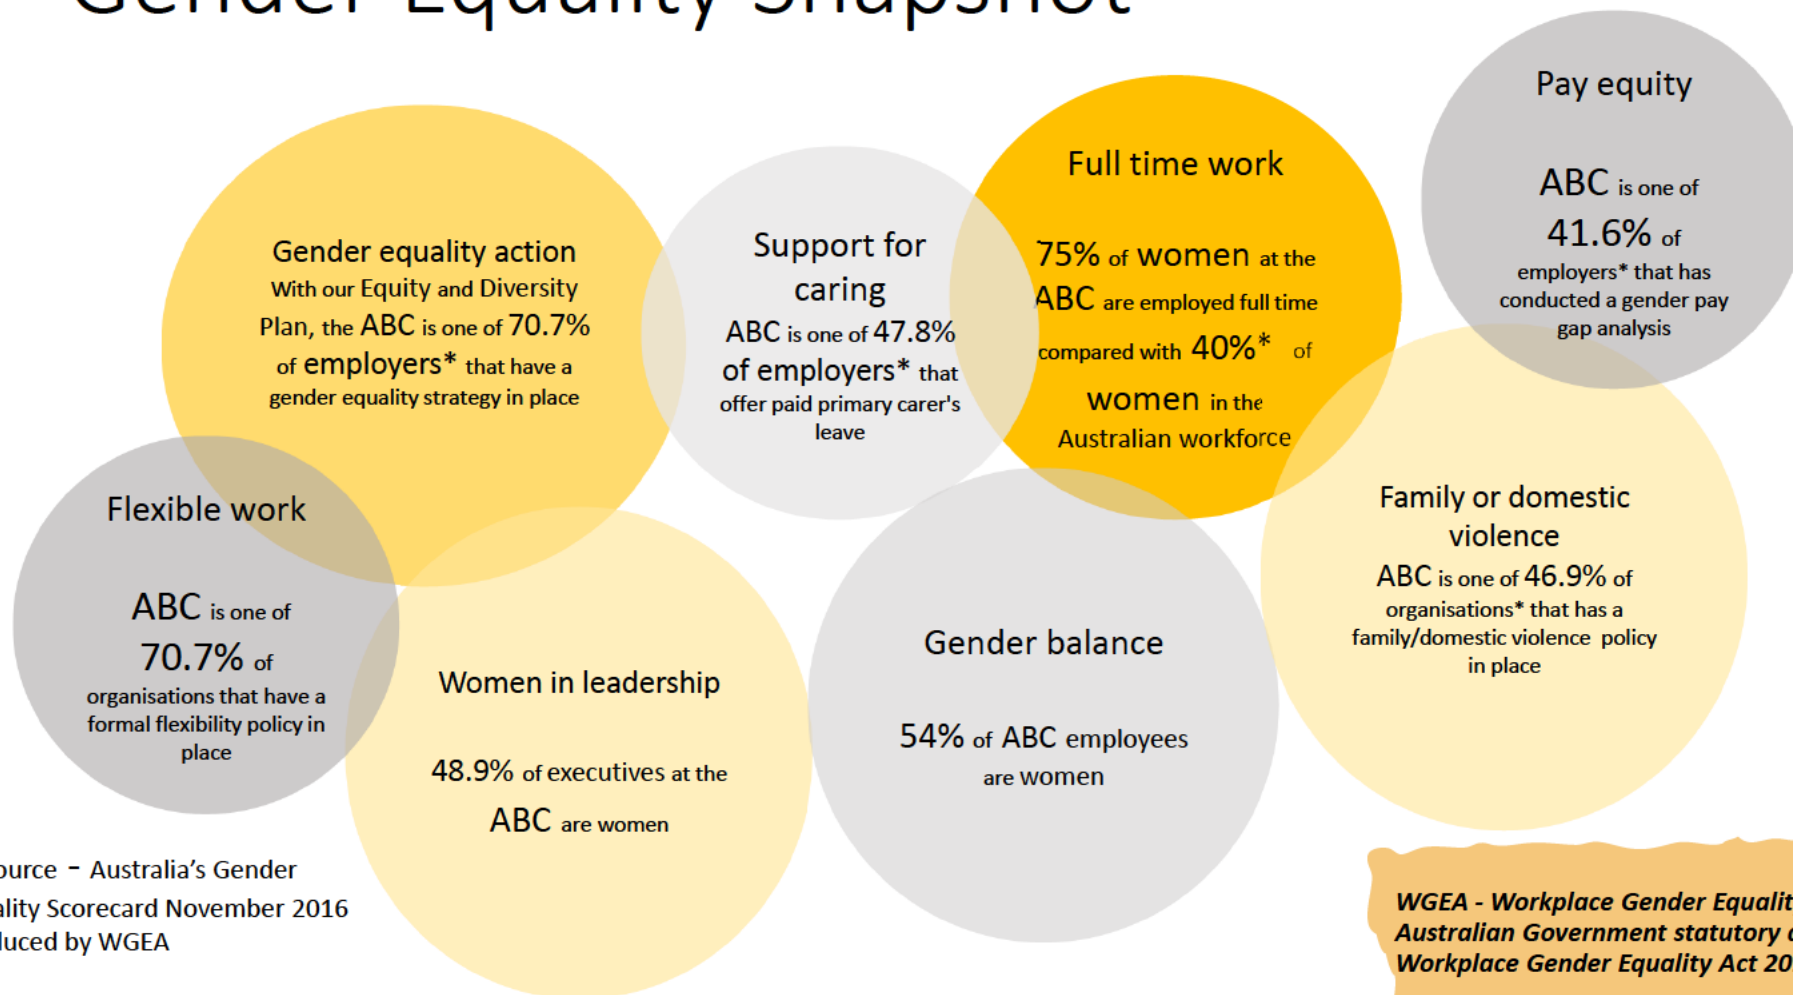 Gender Equality Snapshot
Pay equity
ABC is one of
41.6% of
employers* that has
conducted a gender pay
gap analysis
Full time work
75% of women at the
ABC are employed full time
compared with 40%* of
women in the
Australian workforce
Support for
caring
ABC is one of 47.8%
of employers* that
offer paid primary carer's
leave
Gender equality action
With our Equity and Diversity
Plan, the ABC is one of 70.7%
of employers* that have a
gender equality strategy in place
Flexible work
ABC is one of
70.7% of
organisations that have a
formal flexibility policy in
place
Women in leadership
48.9% of executives at the
ABC are women
Gender balance
54% of ABC employees
are women
Family or domestic
violence
ABC is one of 46.9% of
organisations* that has a
family/domestic violence policy
in place
ource - Australia's Gender
ality Scorecard November 2016
duced by WGEA
WGEA - Workplace Gender Equalit
Australian Government statutory
Workplace Gender Equality Act 20